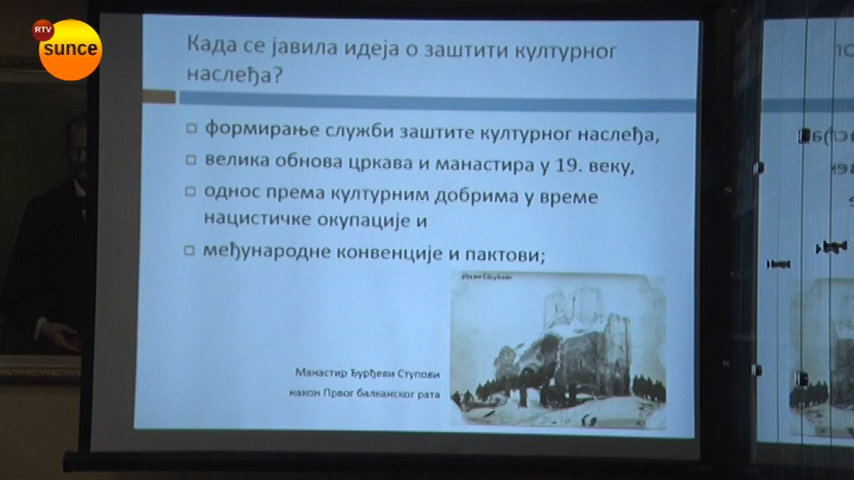 RTV
sunce
Када се јавила идеја о заштити културног
наслеђа?
формирање службе заштите културног наслеђа,
велика обнова цркава и манастира у 19. веку,
однос према културним добрима у време
нацистичке окупације и
међународне конвенције и пактови;
Манастир Ђурђеви Ступови
након Првог балканског рата